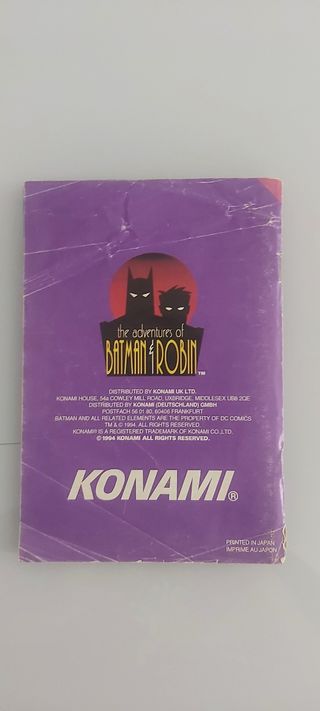 the adventures of
BATMAN & ROBIN™
DISTRIBUTED BY KONAMI UK LTD.
KONAMI HOUSE, 54a COWLEY MILL ROAD, UXBRIDGE, MIDDLESEX UB8 2QE
DISTRIBUTED BY KONAMI (DEUTSCHLAND) GMBH
POSTFACH 56 01 80, 60406 FRANKFURT
BATMAN AND ALL RELATED ELEMENTS ARE THE PROPERTY OF DC COMICS
TM & © 1994. ALL RIGHTS RESERVED.
KONAMI® IS A REGISTERED TRADEMARK OF KONAMI CO.,LTD.
© 1994 KONAMI ALL RIGHTS RESERVED.
KONAMI®
PRINTED IN JAPAN
IMPRIME AU JAPON